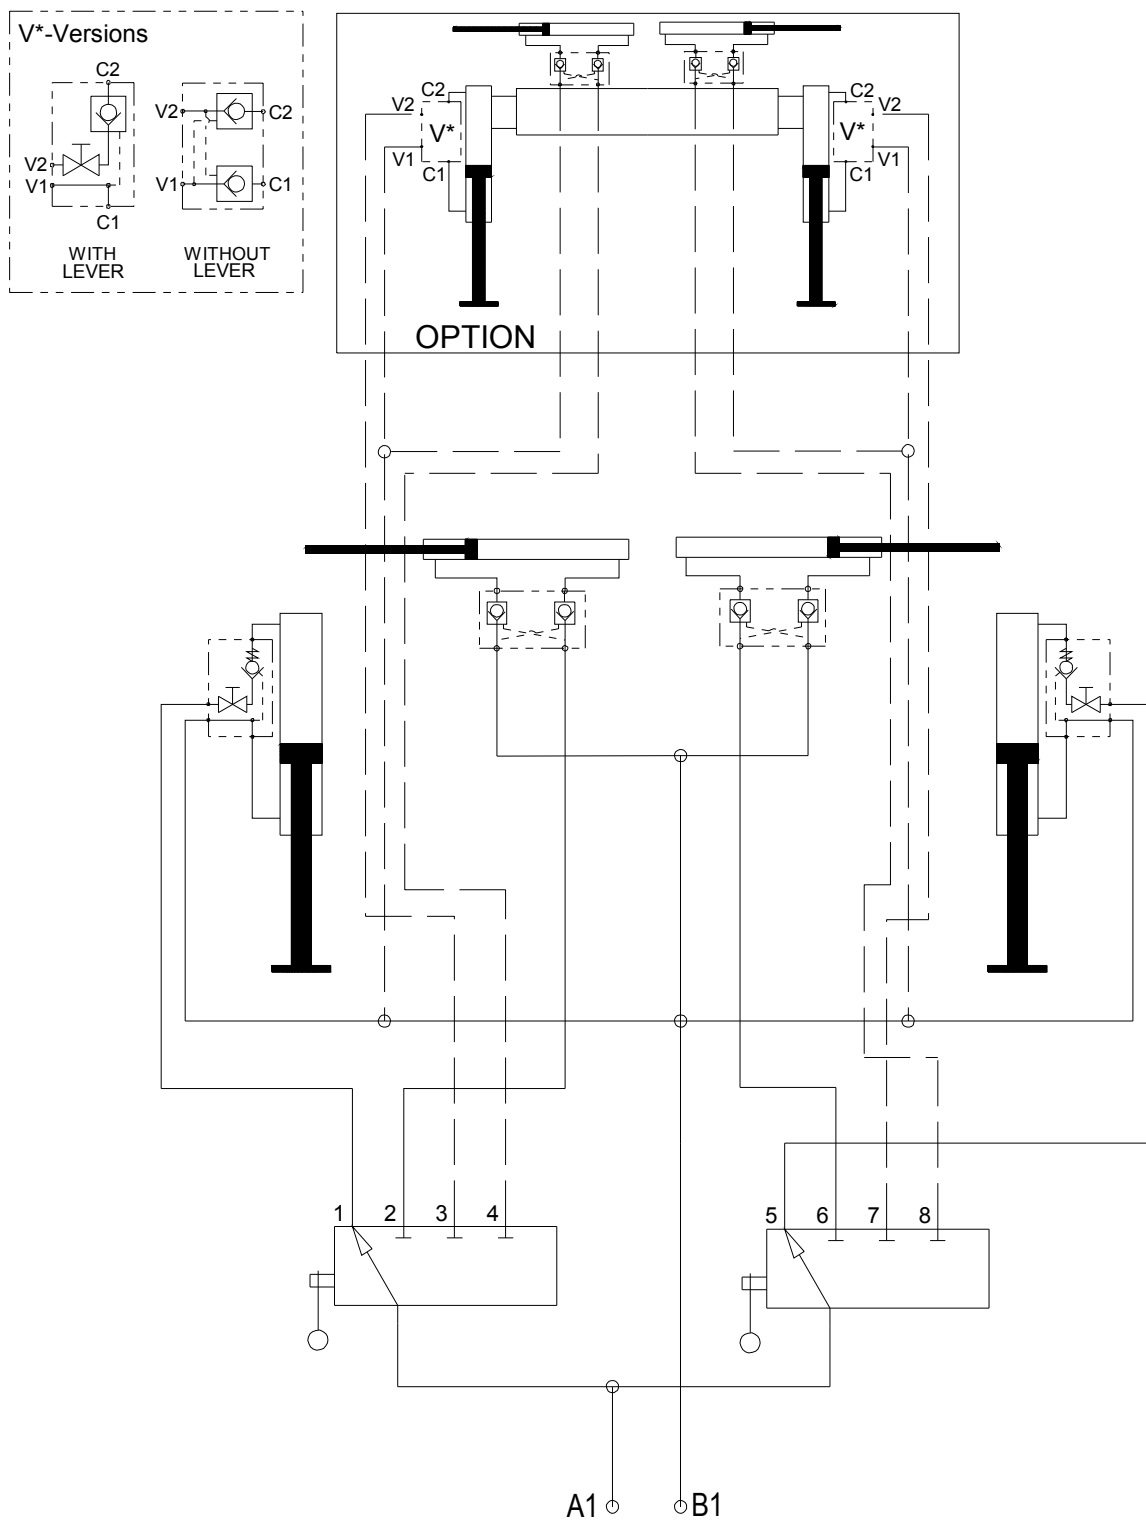 V*-Versions
C2
V2
V1
C1
WITH
LEVER
V2
C2
V1
C1
WITHOUT
LEVER
V2
C2
V*
V1
C1
C2
V2
V*
V1
C1
OPTION
1
2
3
4
5
6
7
8
A1
B1